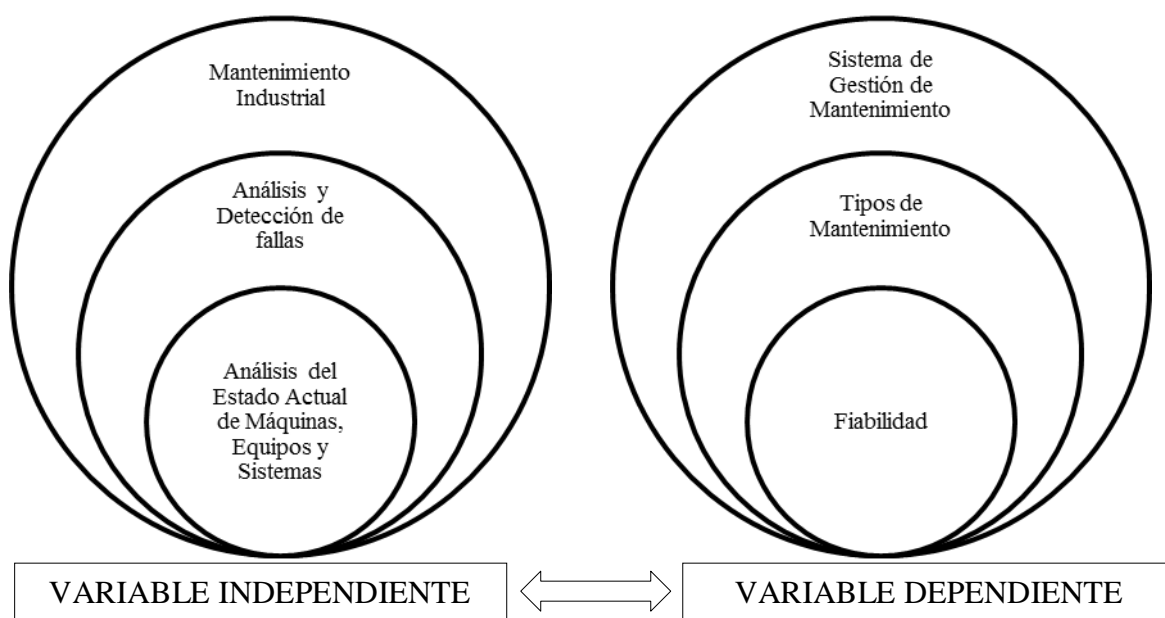 Mantenimiento
Industrial
Análisis y
Detección de
fallas
Análisis del
Estado Actual
de Máquinas,
Equipos y
Sistemas
VARIABLE INDEPENDIENTE
Sistema de
Gestión de
Mantenimiento
Tipos de
Mantenimiento
Fiabilidad
VARIABLE DEPENDIENTE